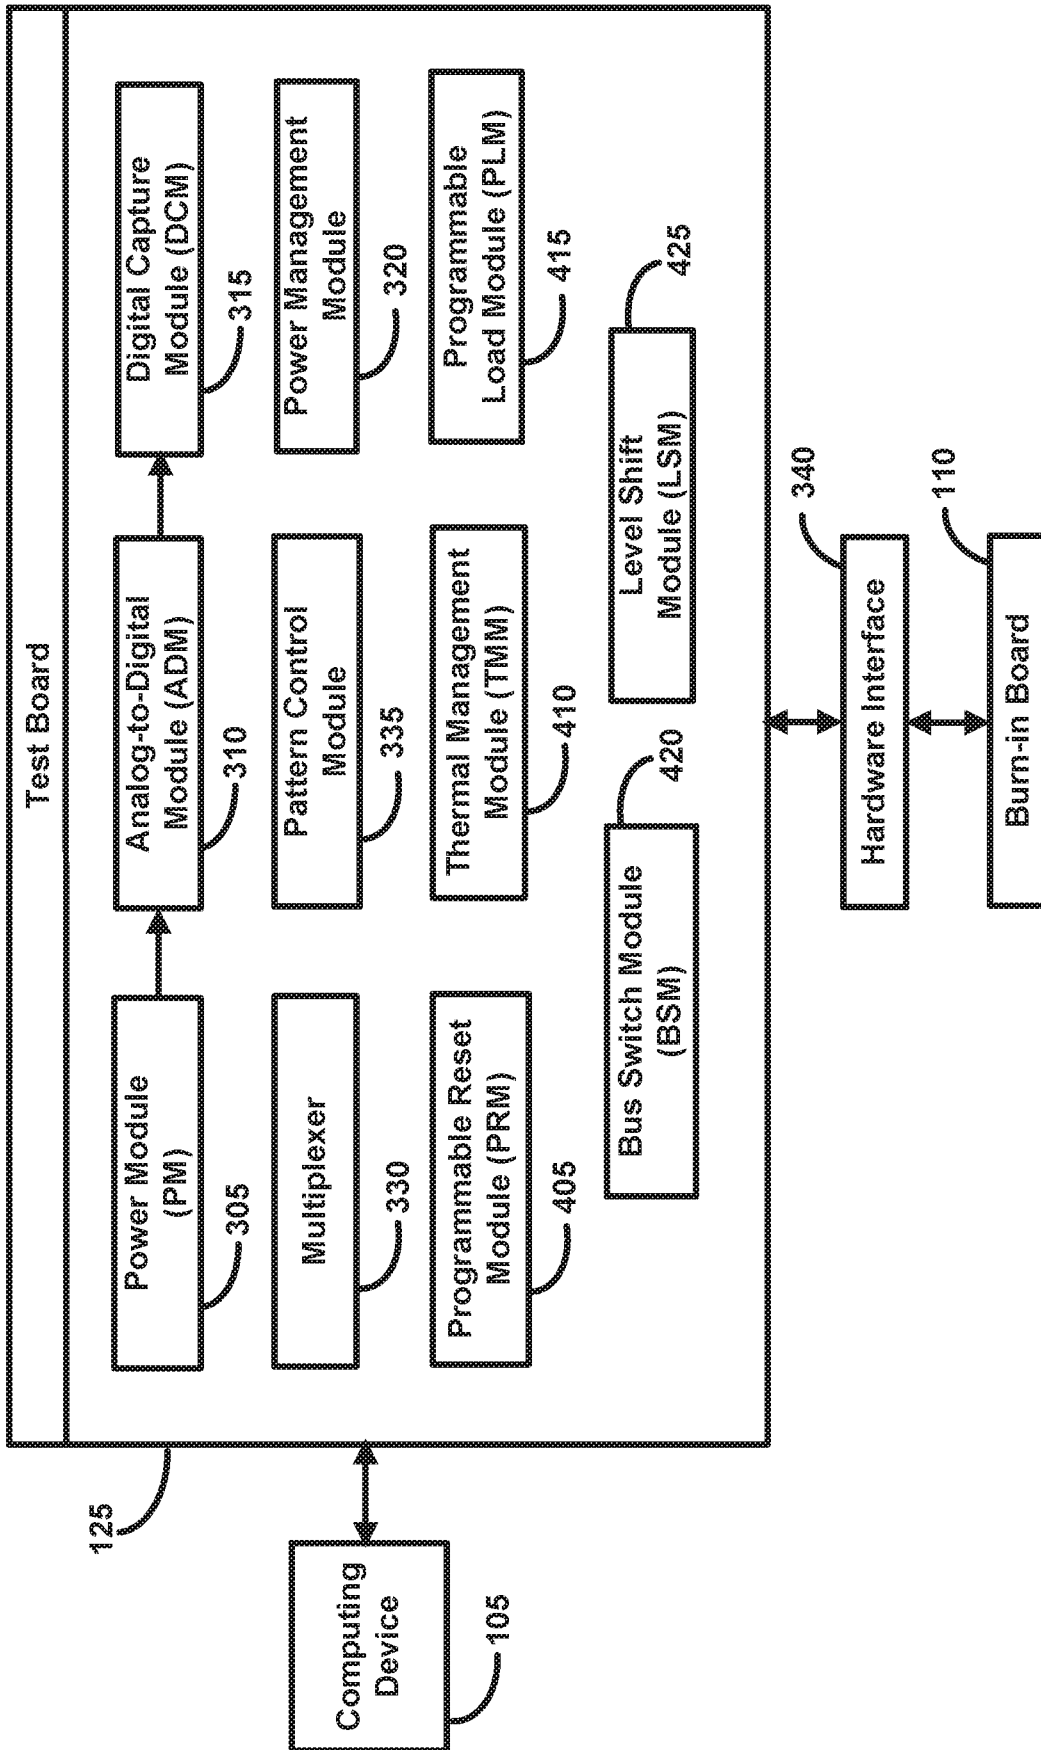 Test Board
125
Power Module
(PM)
305
Analog-to-Digital
Module (ADM)
310
Digital Capture
Module (DCM)
315
Computing
Device
105
Multiplexer
330
Pattern Control
Module
335
Power Management
Module
320
Programmable Reset
Module (PRM)
405
Thermal Management
Module (TMM)
410
Programmable
Load Module (PLM)
415
Bus Switch Module
(BSM)
420
Level Shift
Module (LSM)
425
Hardware Interface
340
Burn-in Board
110